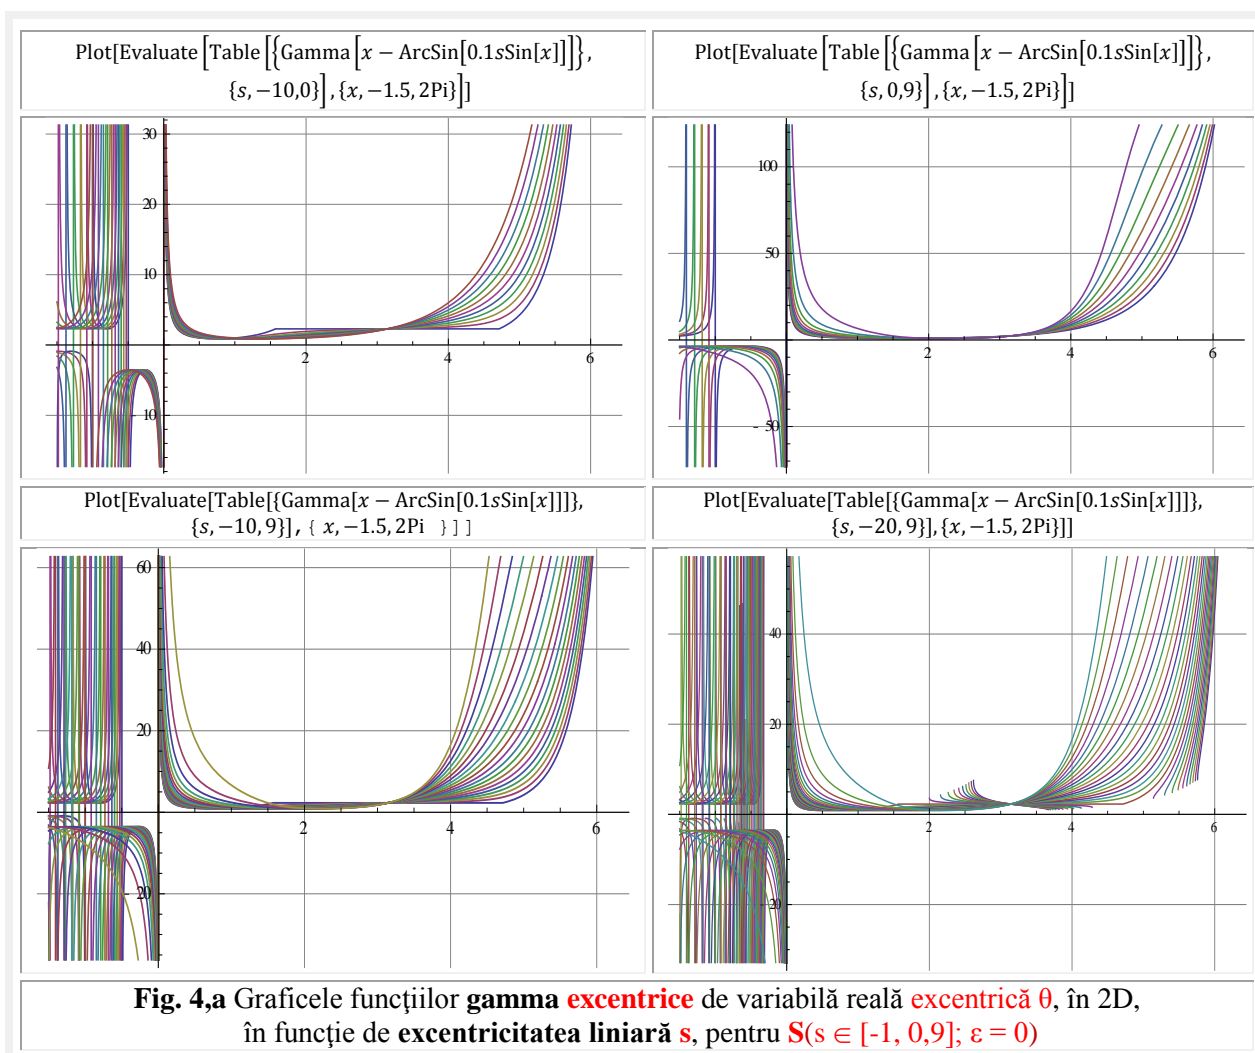 Plot[Evaluate[Table[{Gamma[x − ArcSin[0.1sSin[x]]]},
{s, −10,0}], {x, −1.5, 2Pi}]]
Plot[Evaluate[Table[{Gamma[x − ArcSin[0.1sSin[x]]]},
{s, 0,9}], {x, −1.5, 2Pi}]]
30
20
10
10
2
4
6
100
50
- 50
2
4
6
Plot[Evaluate[Table[{Gamma[x − ArcSin[0.1sSin[x]]]},
{s, −10,9}], { x, −1.5, 2Pi }]]
Plot[Evaluate[Table[{Gamma[x − ArcSin[0.1sSin[x]]]},
{s, −20, 9}], {x, −1.5, 2Pi}]]
60
40
20
20
2
4
6
40
20
20
2
4
6
Fig. 4,a Graficele funcţiilor gamma excentrice de variabilă reală excentrică θ, în 2D,
în funcţie de excentricitatea liniară s, pentru S(s ∈ [-1, 0,9]; ε = 0)